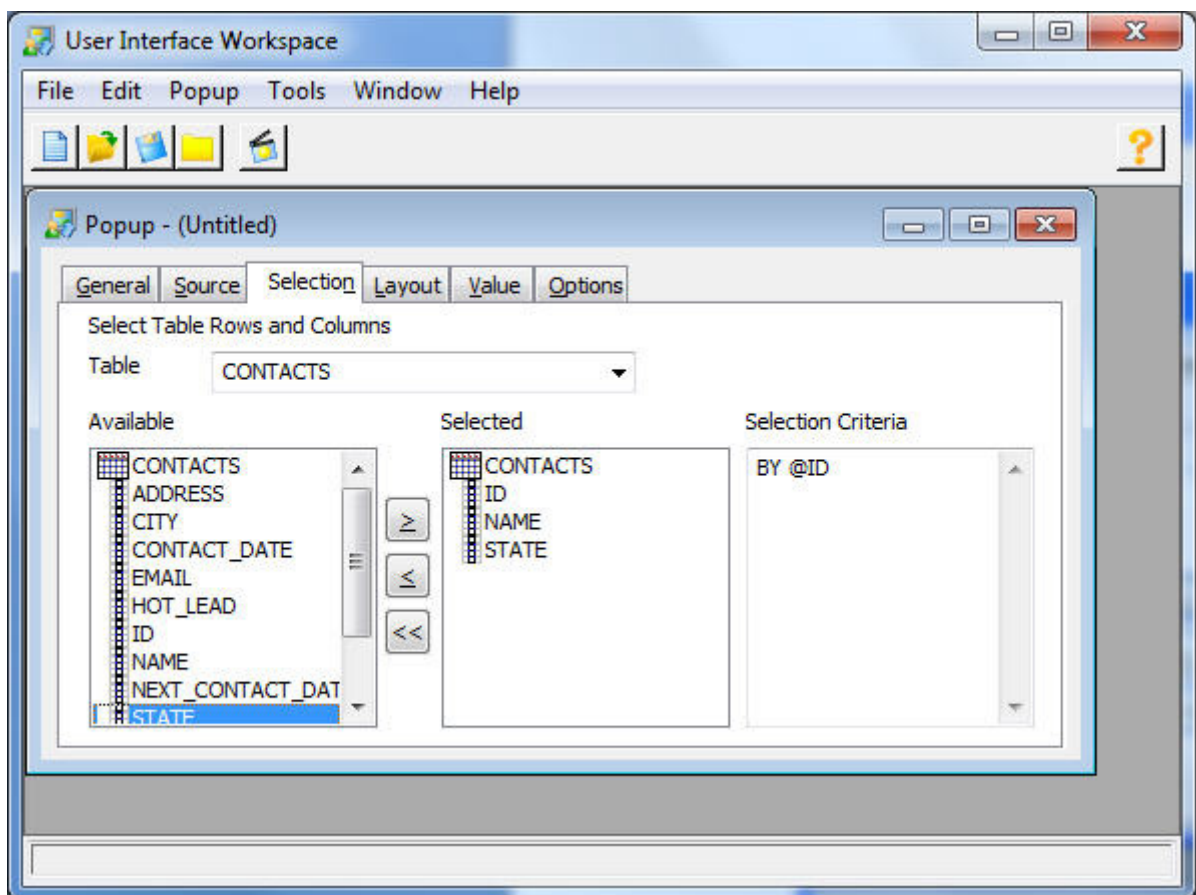 User Interface Workspace
File Edit Popup Tools Window Help
?
Popup - (Untitled)
General Source Selection Layout Value Options
Select Table Rows and Columns
Table CONTACTS
Available Selected Selection Criteria
CONTACTS
ADDRESS
CITY
CONTACT_DATE
EMAIL
HOT_LEAD
ID
NAME
NEXT_CONTACT_DAT
STATE
≥
≤
<<
CONTACTS
ID
NAME
STATE
BY @ID